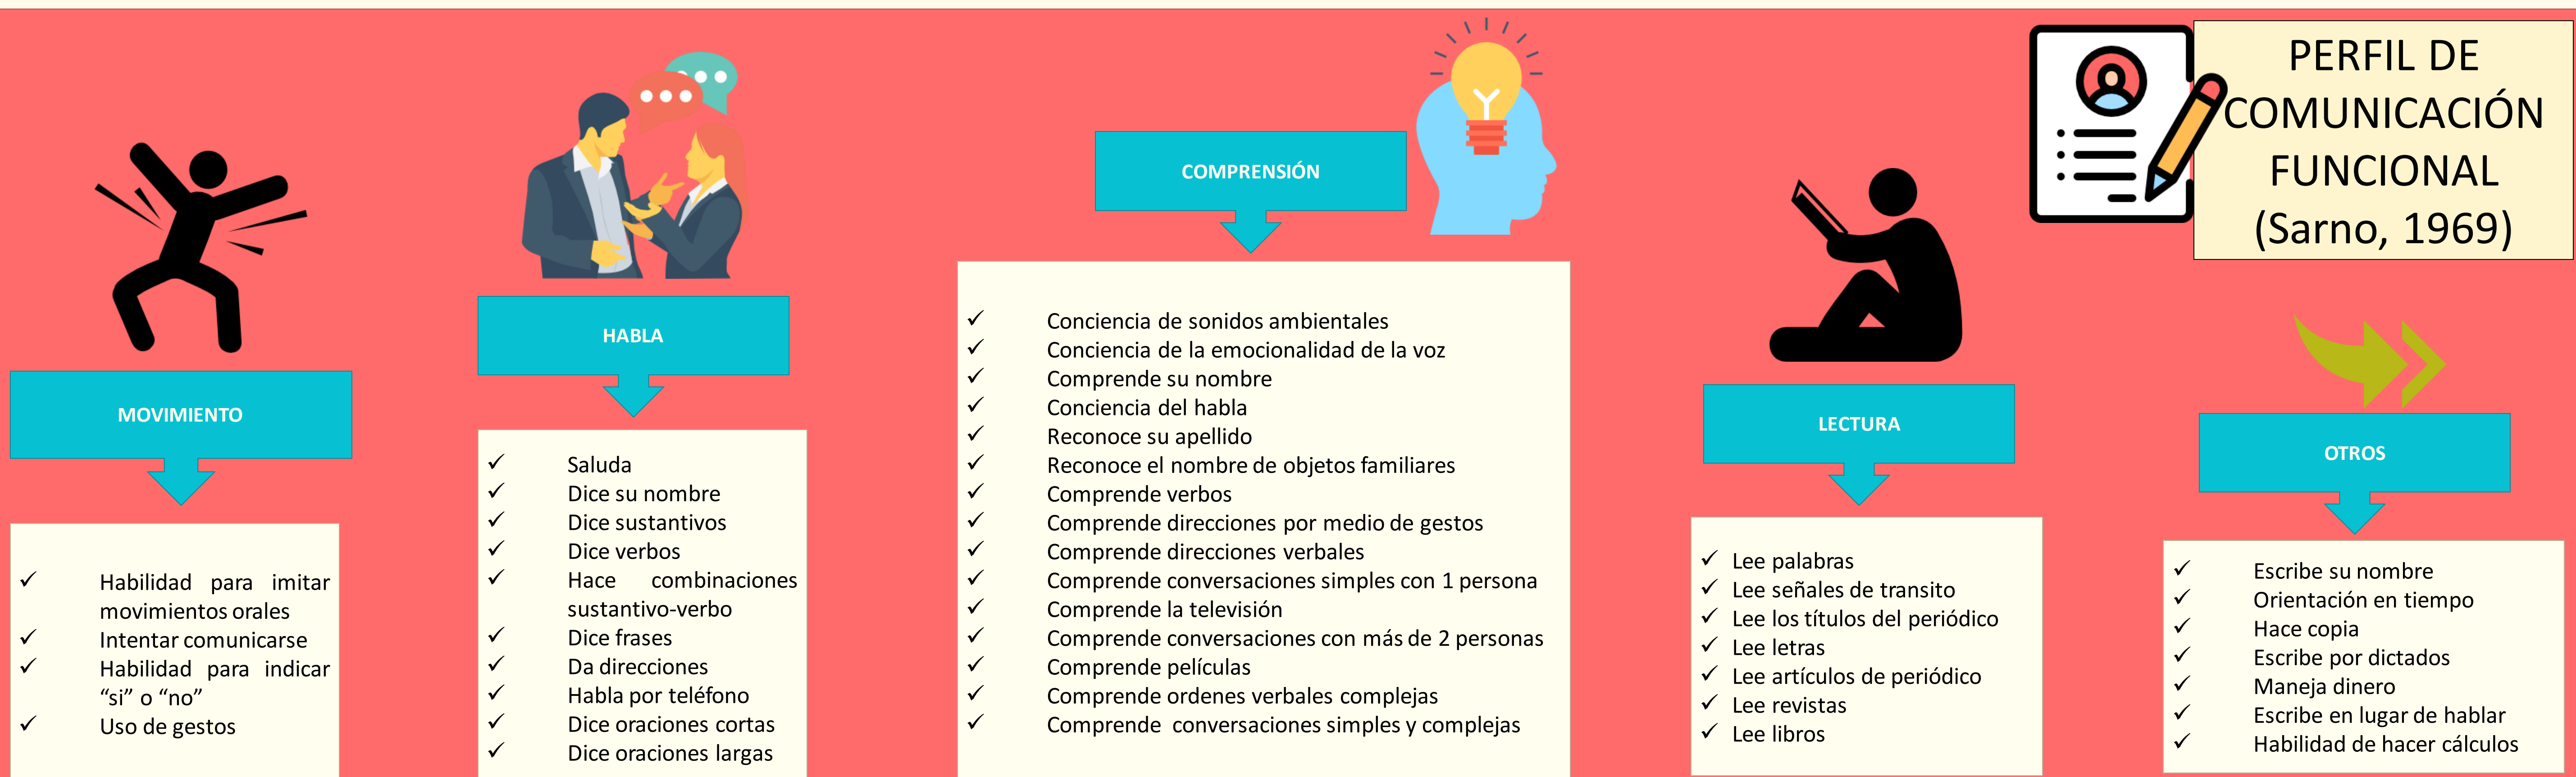 PERFIL DE
COMUNICACIÓN
FUNCIONAL
(Sarno, 1969)
MOVIMIENTO
✓ Habilidad para imitar
movimientos orales
✓ Intentar comunicarse
✓ Habilidad para indicar
“si” o “no”
✓ Uso de gestos
HABLA
✓ Saluda
✓ Dice su nombre
✓ Dice sustantivos
✓ Dice verbos
✓ Hace combinaciones
sustantivo-verbo
✓ Dice frases
✓ Da direcciones
✓ Habla por teléfono
✓ Dice oraciones cortas
✓ Dice oraciones largas
COMPRENSIÓN
✓ Conciencia de sonidos ambientales
✓ Conciencia de la emocionalidad de la voz
✓ Comprende su nombre
✓ Conciencia del habla
✓ Reconoce su apellido
✓ Reconoce el nombre de objetos familiares
✓ Comprende verbos
✓ Comprende direcciones por medio de gestos
✓ Comprende direcciones verbales
✓ Comprende conversaciones simples con 1 persona
✓ Comprende la televisión
✓ Comprende conversaciones con más de 2 personas
✓ Comprende películas
✓ Comprende ordenes verbales complejas
✓ Comprende conversaciones simples y complejas
LECTURA
✓ Lee palabras
✓ Lee señales de transito
✓ Lee los títulos del periódico
✓ Lee letras
✓ Lee artículos de periódico
✓ Lee revistas
✓ Lee libros
OTROS
✓ Escribe su nombre
✓ Orientación en tiempo
✓ Hace copia
✓ Escribe por dictados
✓ Maneja dinero
✓ Escribe en lugar de hablar
✓ Habilidad de hacer cálculos